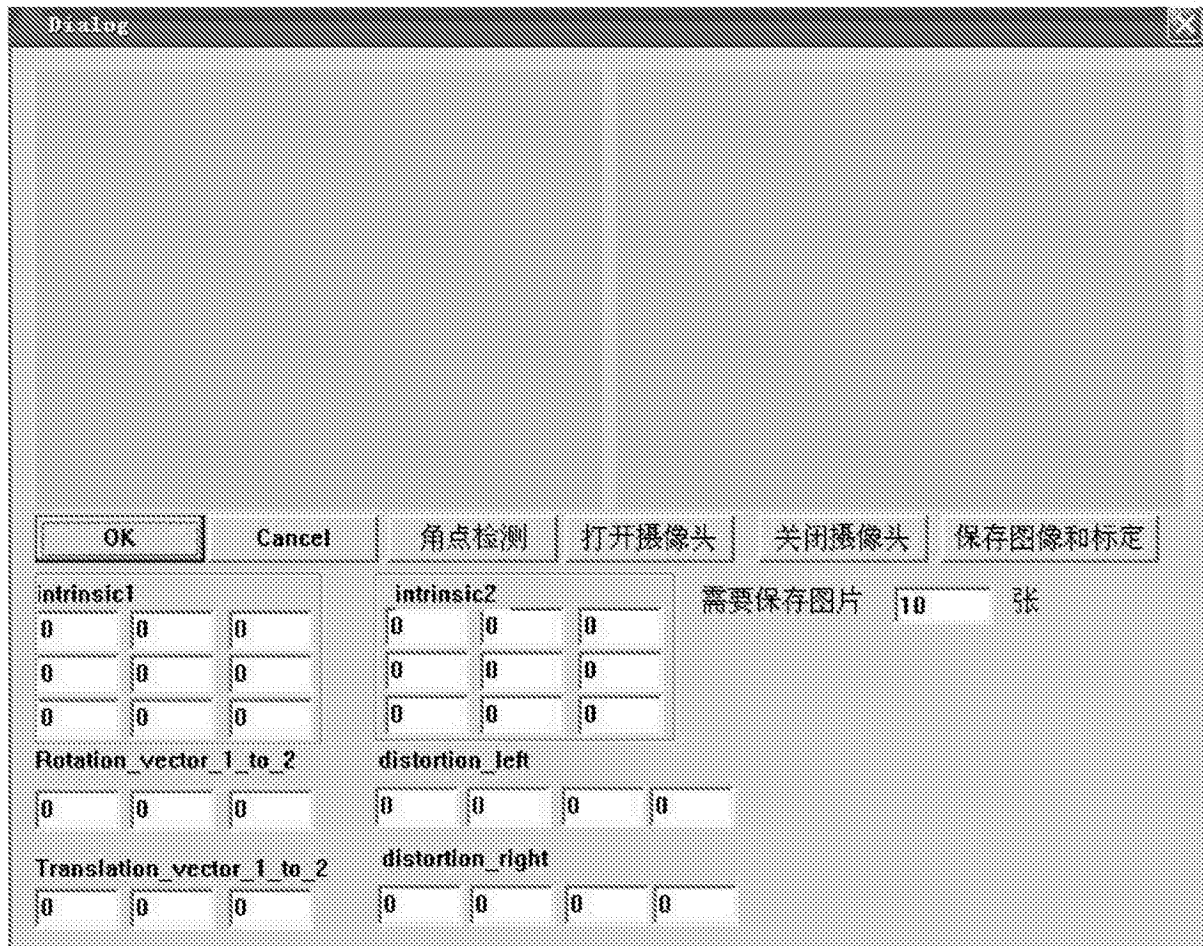 Dialog
OK Cancel 角点检测 打开摄像头 关闭摄像头 保存图像和标定
intrinsic1 intrinsic2 需要保存图片 10 张
0 0 0 0 0 0
0 0 0 0 0 0
0 0 0 0 0 0
Rotation_vector_1_to_2 distortion_left
0 0 0 0 0 0 0
Translation_vector_1_to_2 distortion_right
0 0 0 0 0 0 0